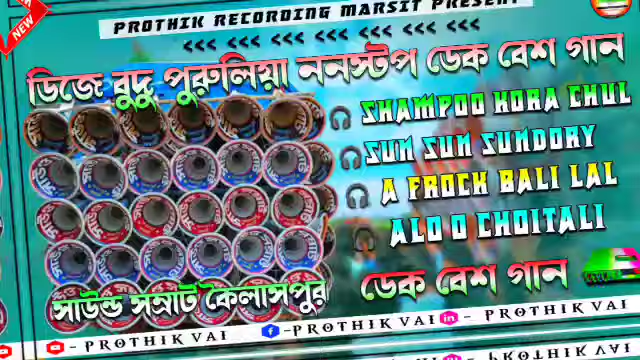 NEW
PROTHIK RECORDING MARSIT PRESENT
<<< <<< <<< <<< <<< <<< <<<
ডিজে বুদ্দু পুরুলিয়া ননস্টপ ডেক বেশ গান
SHAMPOO KORA CHUL
SUN SUN SUNDORY
A FROCK BALI LAL
ALO O CHOITALI
সাউন্ড সম্রাট কৈলাসপুর
ডেক বেশ গান
-PROTHIK VAI -PROTHIK VAI - PROTHIK VAI